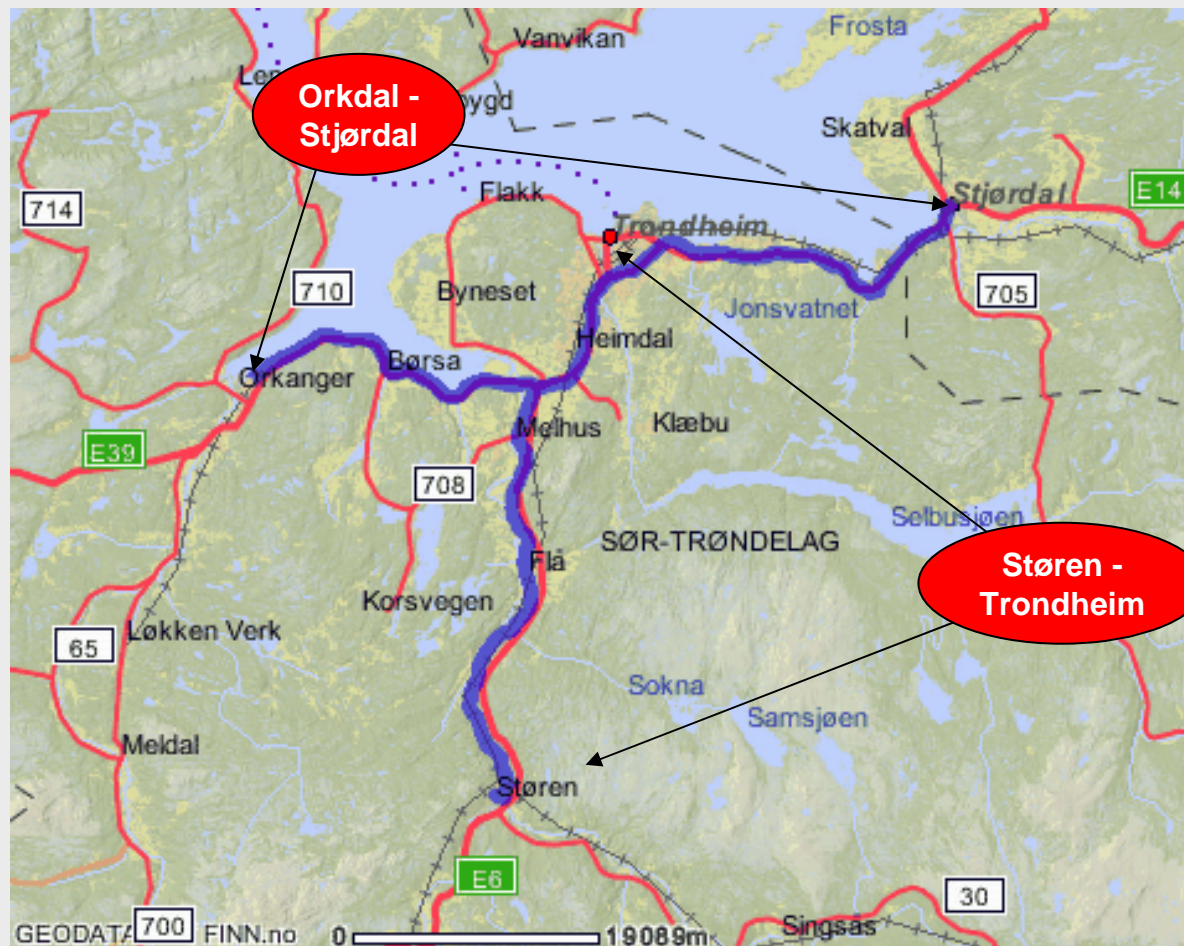 Vanvikan
Frosta
Len
Orkdal -
Stjørdal
bygd
Skatval
714
Flakk
Stjørdal
E14
Trondheim
710
Byneset
Jonsvatnet
705
Heimdal
Børsa
Orkanger
Melhus
Klæbu
E39
708
Selbusjøen
SØR-TRØNDELAG
Flå
Støren -
Trondheim
Korsvegen
Løkken Verk
65
Sokna
Samsjøen
Meldal
Støren
E6
30
Singsås
GEODATA
700
FINN.no
0
19089m